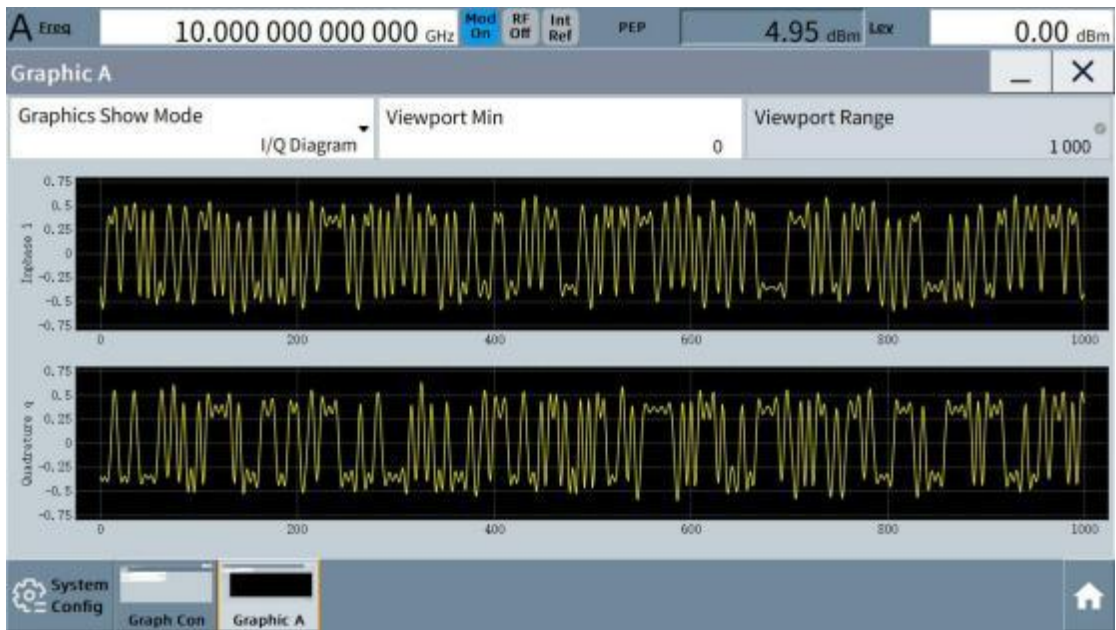 A Freq 10.000 000 000 000 GHz Mod On RF Off Int Ref PEP 4.95 dBm Lev 0.00 dBm
Graphic A
Graphics Show Mode Viewport Min Viewport Range
I/Q Diagram 0 1 000
0.75
0.5
0.25
0
-0.25
-0.5
-0.75
Inphase i
0 200 400 600 800 1000
0.75
0.5
0.25
0
-0.25
-0.5
-0.75
Quadrature q
0 200 400 600 800 1000
System Config Graph Con Graphic A